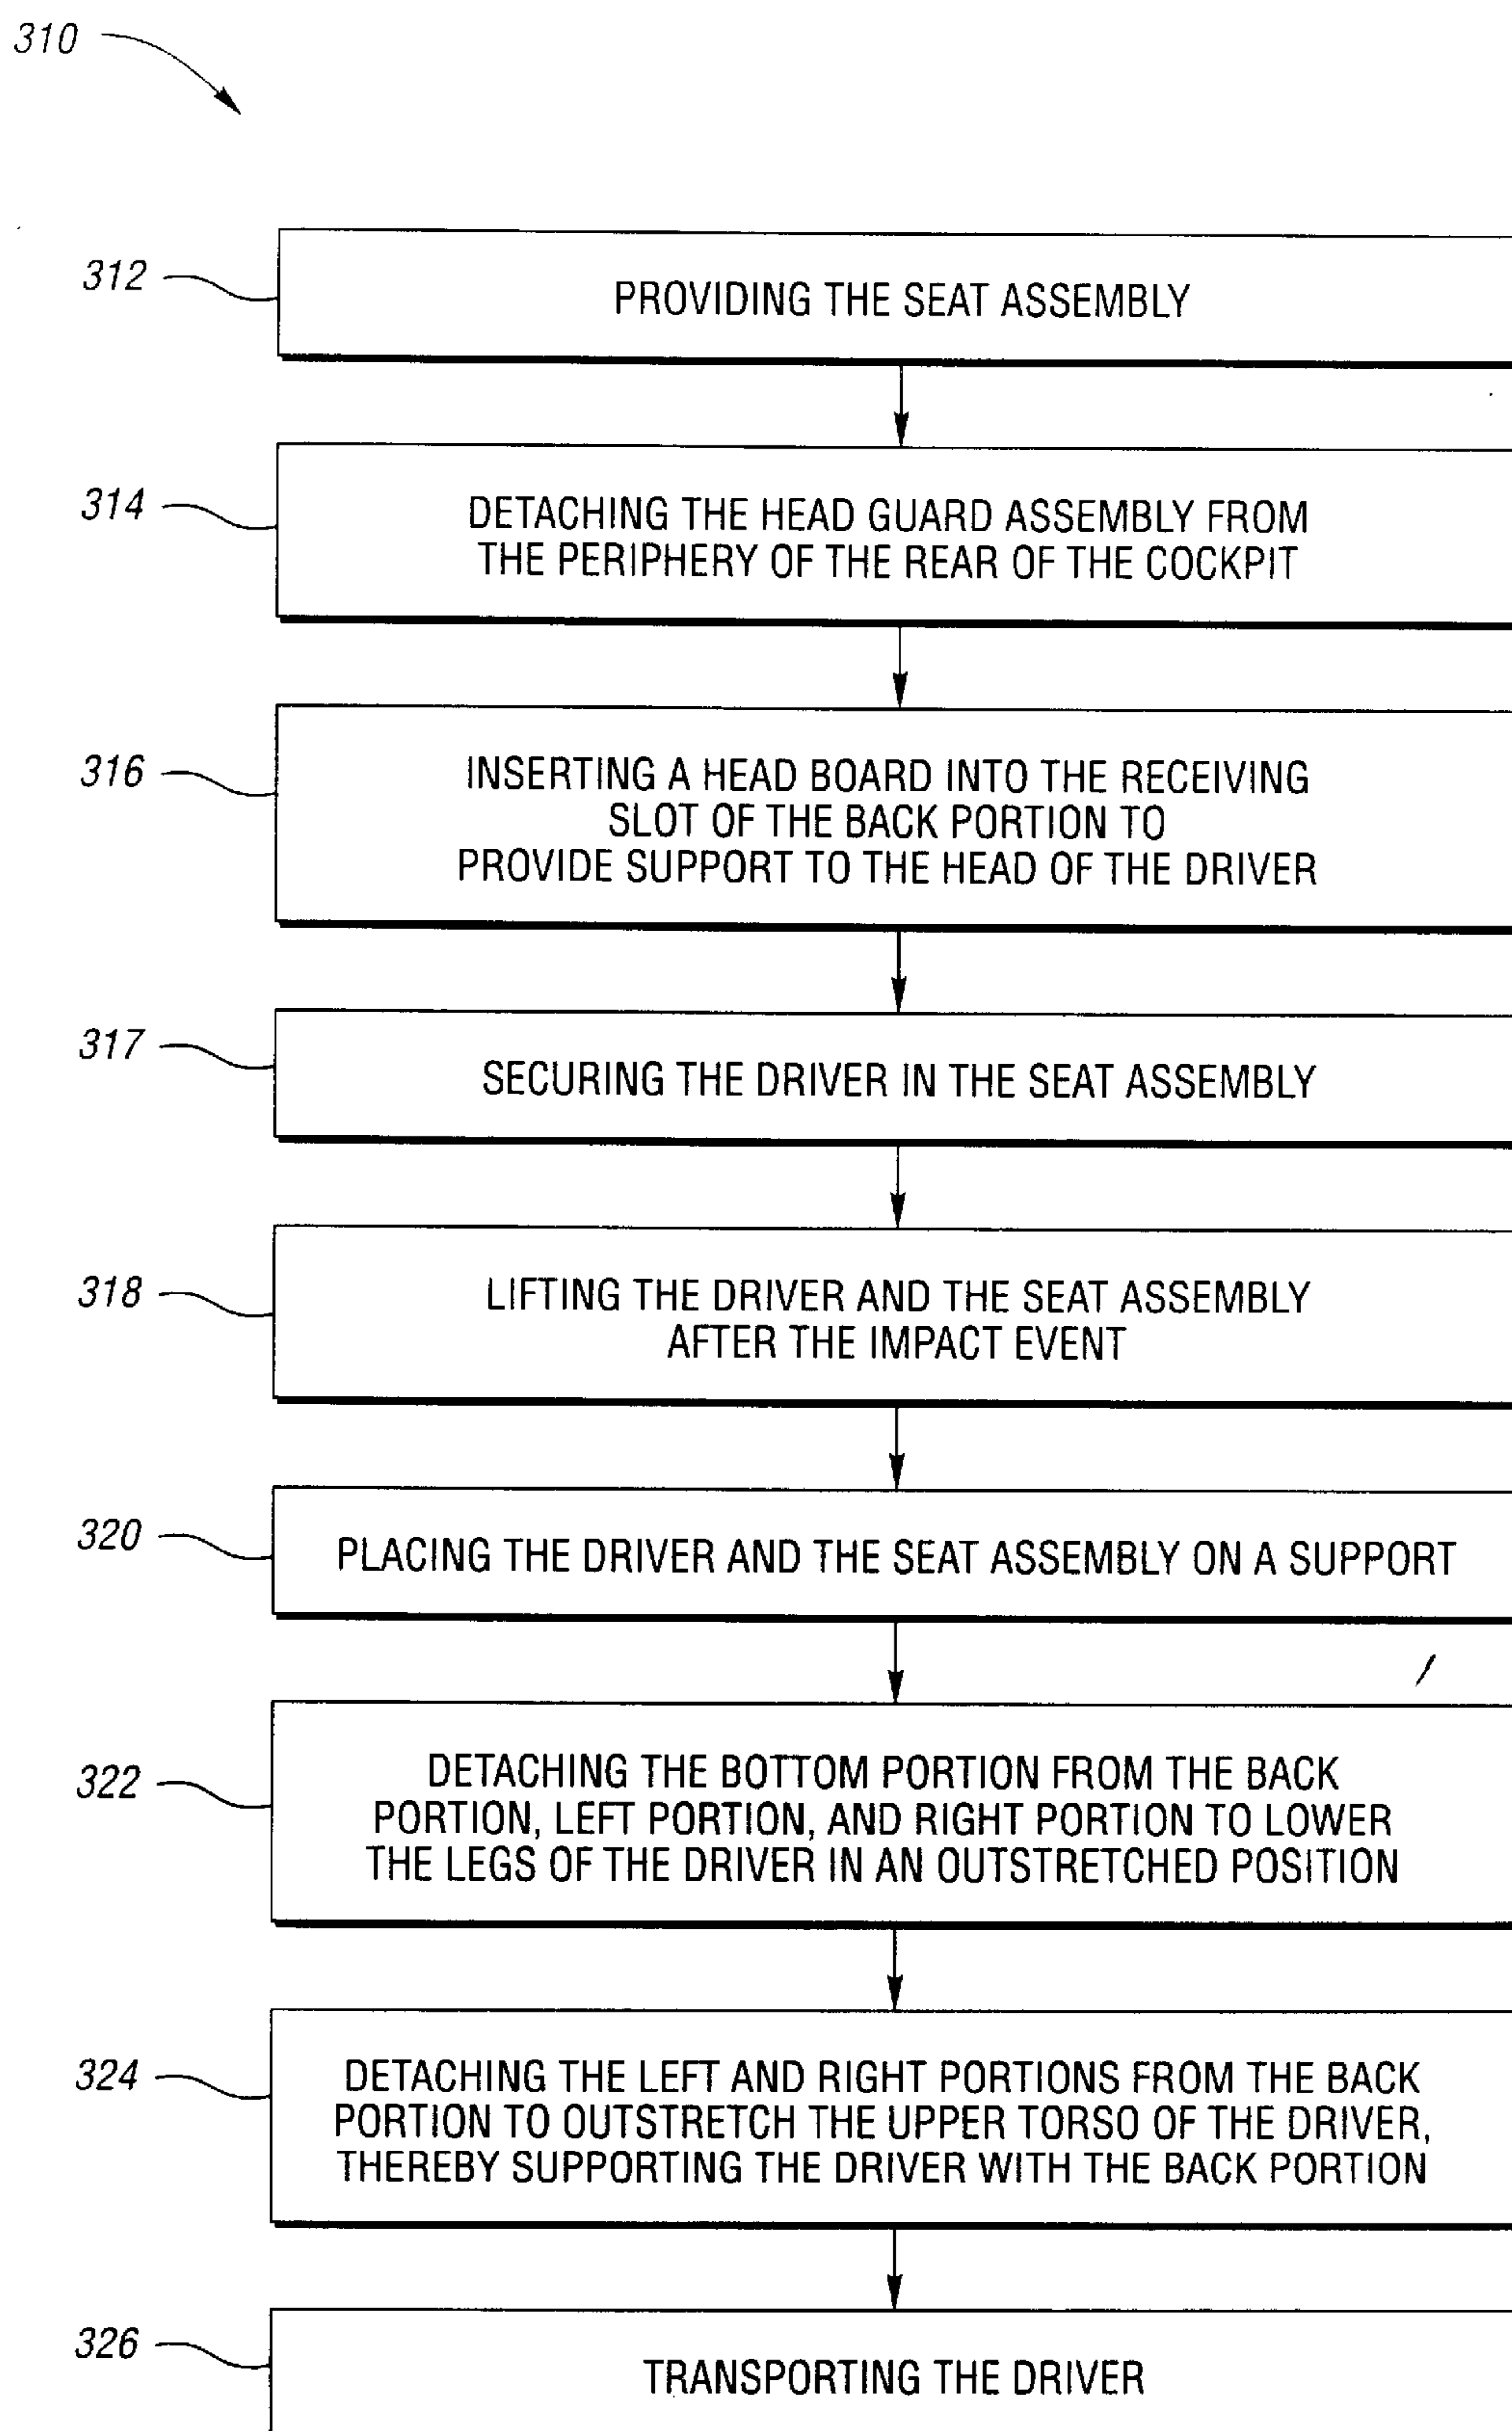 310
312
PROVIDING THE SEAT ASSEMBLY
314
DETACHING THE HEAD GUARD ASSEMBLY FROM
THE PERIPHERY OF THE REAR OF THE COCKPIT
316
INSERTING A HEAD BOARD INTO THE RECEIVING
SLOT OF THE BACK PORTION TO
PROVIDE SUPPORT TO THE HEAD OF THE DRIVER
317
SECURING THE DRIVER IN THE SEAT ASSEMBLY
318
LIFTING THE DRIVER AND THE SEAT ASSEMBLY
AFTER THE IMPACT EVENT
320
PLACING THE DRIVER AND THE SEAT ASSEMBLY ON A SUPPORT
322
DETACHING THE BOTTOM PORTION FROM THE BACK
PORTION, LEFT PORTION, AND RIGHT PORTION TO LOWER
THE LEGS OF THE DRIVER IN AN OUTSTRETCHED POSITION
324
DETACHING THE LEFT AND RIGHT PORTIONS FROM THE BACK
PORTION TO OUTSTRETCH THE UPPER TORSO OF THE DRIVER,
THEREBY SUPPORTING THE DRIVER WITH THE BACK PORTION
326
TRANSPORTING THE DRIVER